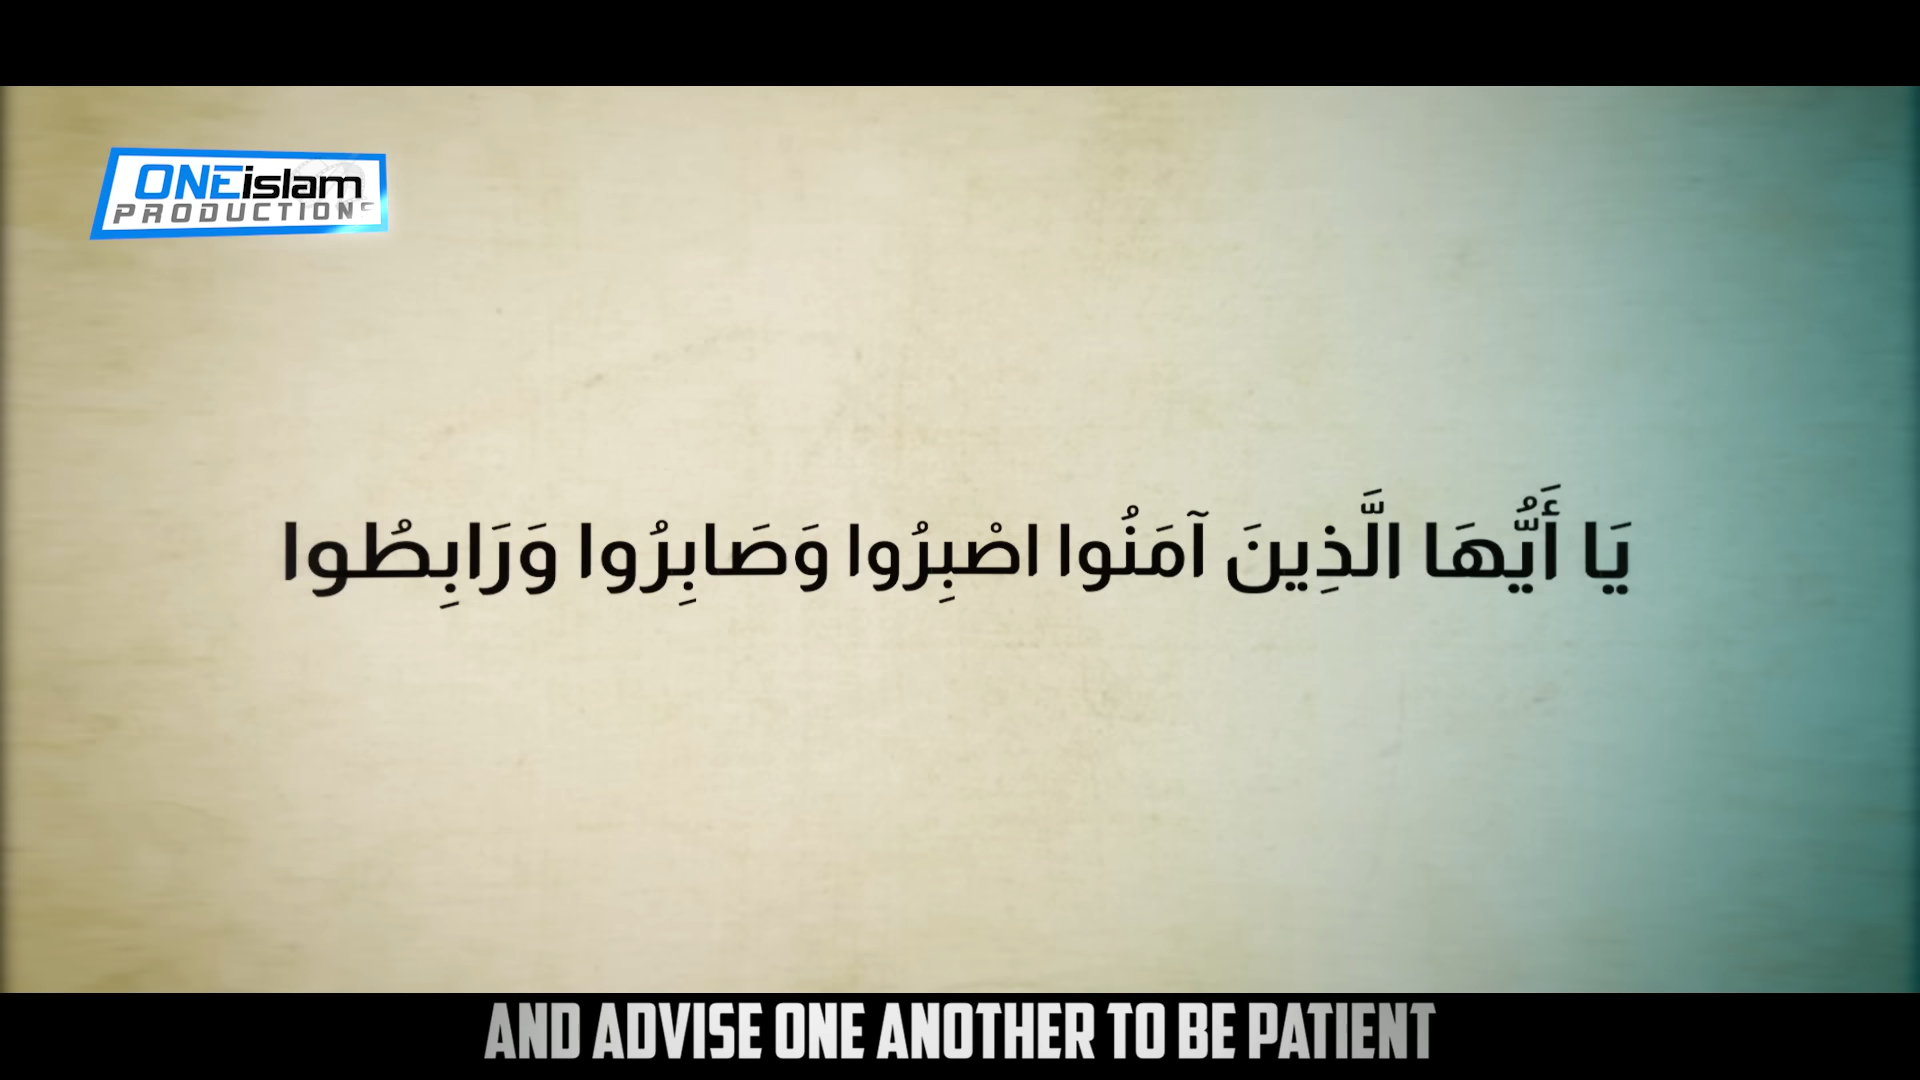 ONEislam
PRODUCTIONS
يَا أَيُّهَا الَّذِينَ آمَنُوا اصْبِرُوا وَصَابِرُوا وَرَابِطُوا
AND ADVISE ONE ANOTHER TO BE PATIENT